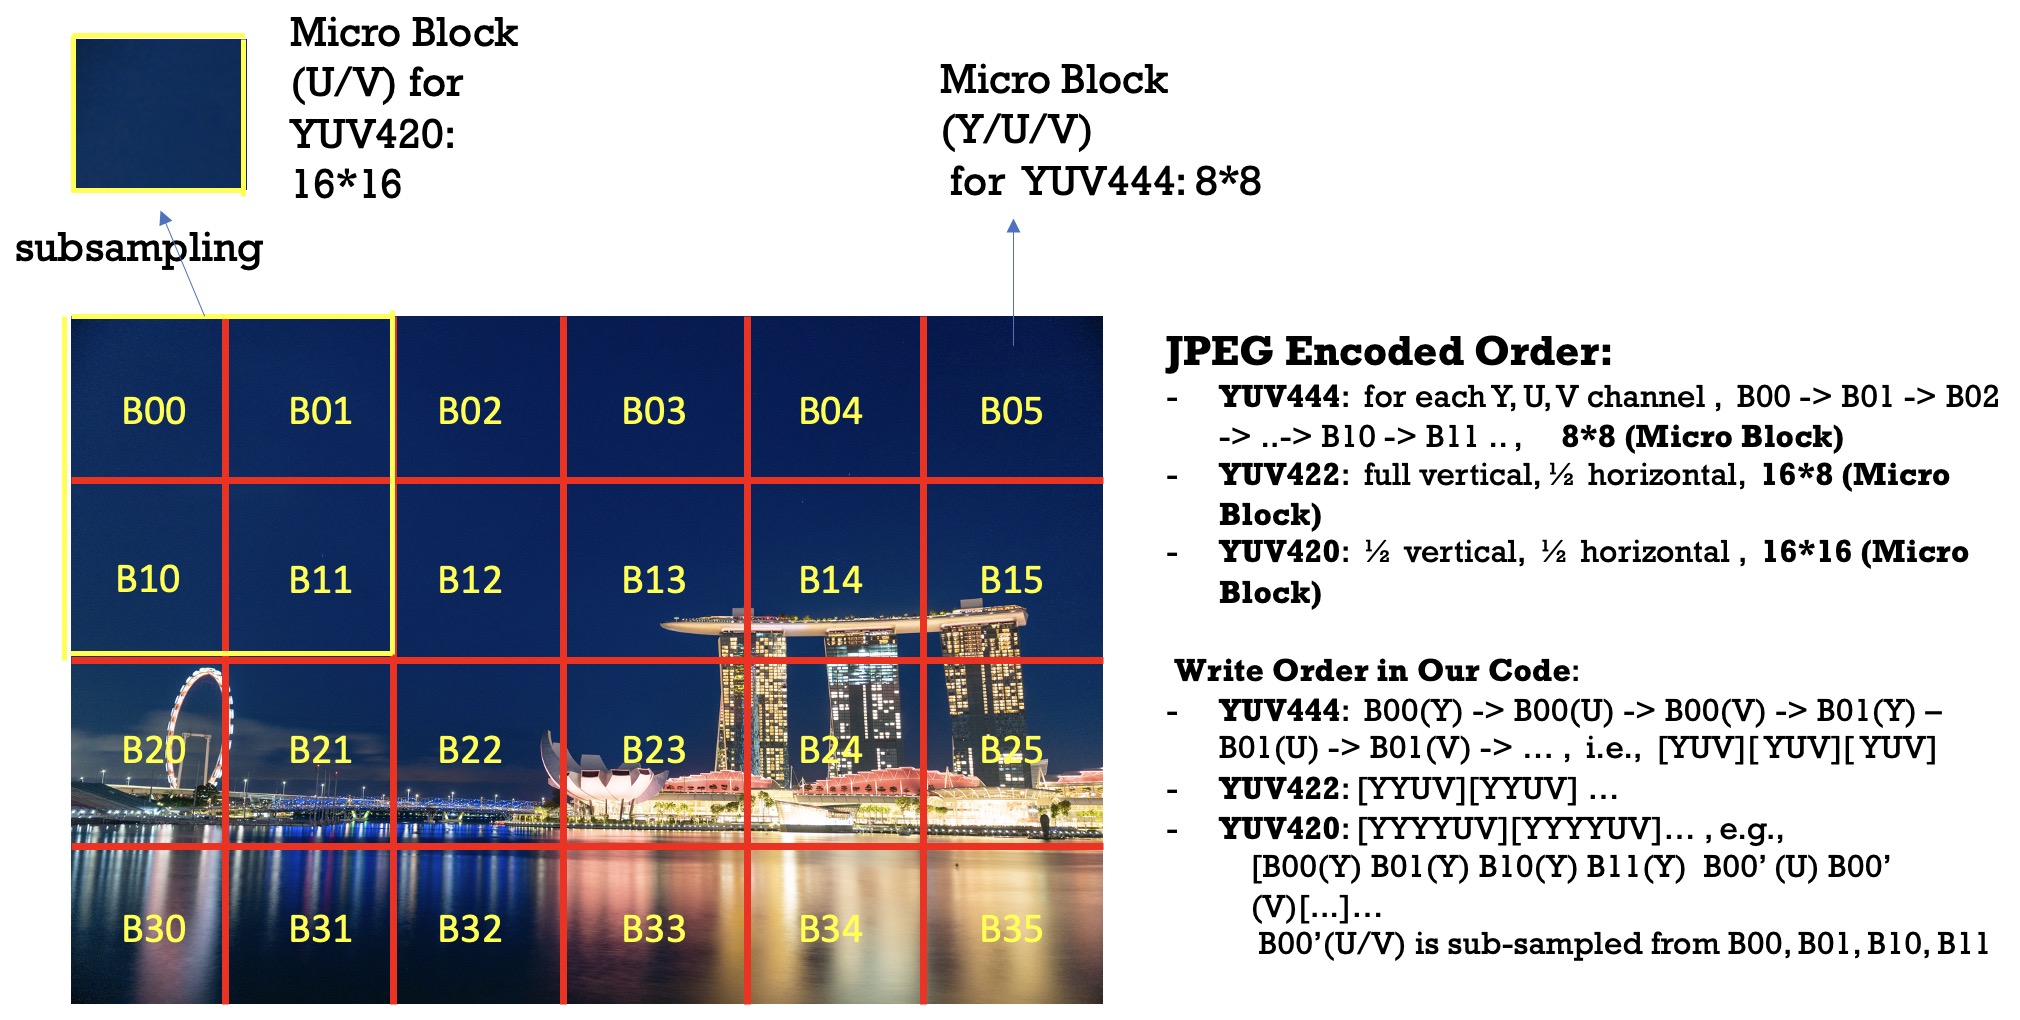 Micro Block
(U/V) for
YUV420:
16*16
Micro Block
(Y/U/V)
for YUV444: 8*8
subsampling
B00 B01 B02 B03 B04 B05
B10 B11 B12 B13 B14 B15
B20 B21 B22 B23 B24 B25
B30 B31 B32 B33 B34 B35
JPEG Encoded Order:
- YUV444: for each Y, U, V channel , B00 -> B01 -> B02
-> ..-> B10 -> B11 .. , 8*8 (Micro Block)
- YUV422: full vertical, ½ horizontal, 16*8 (Micro
Block)
- YUV420: ½ vertical, ½ horizontal , 16*16 (Micro
Block)
Write Order in Our Code:
- YUV444: B00(Y) -> B00(U) -> B00(V) -> B01(Y) –
B01(U) -> B01(V) -> … , i.e., [YUV][YUV][YUV]
- YUV422: [YYUV][YYUV] …
- YUV420: [YYYYUV][YYYYUV]… , e.g.,
[B00(Y) B01(Y) B10(Y) B11(Y) B00’ (U) B00’
(V)[…]…
B00’(U/V) is sub-sampled from B00, B01, B10, B11